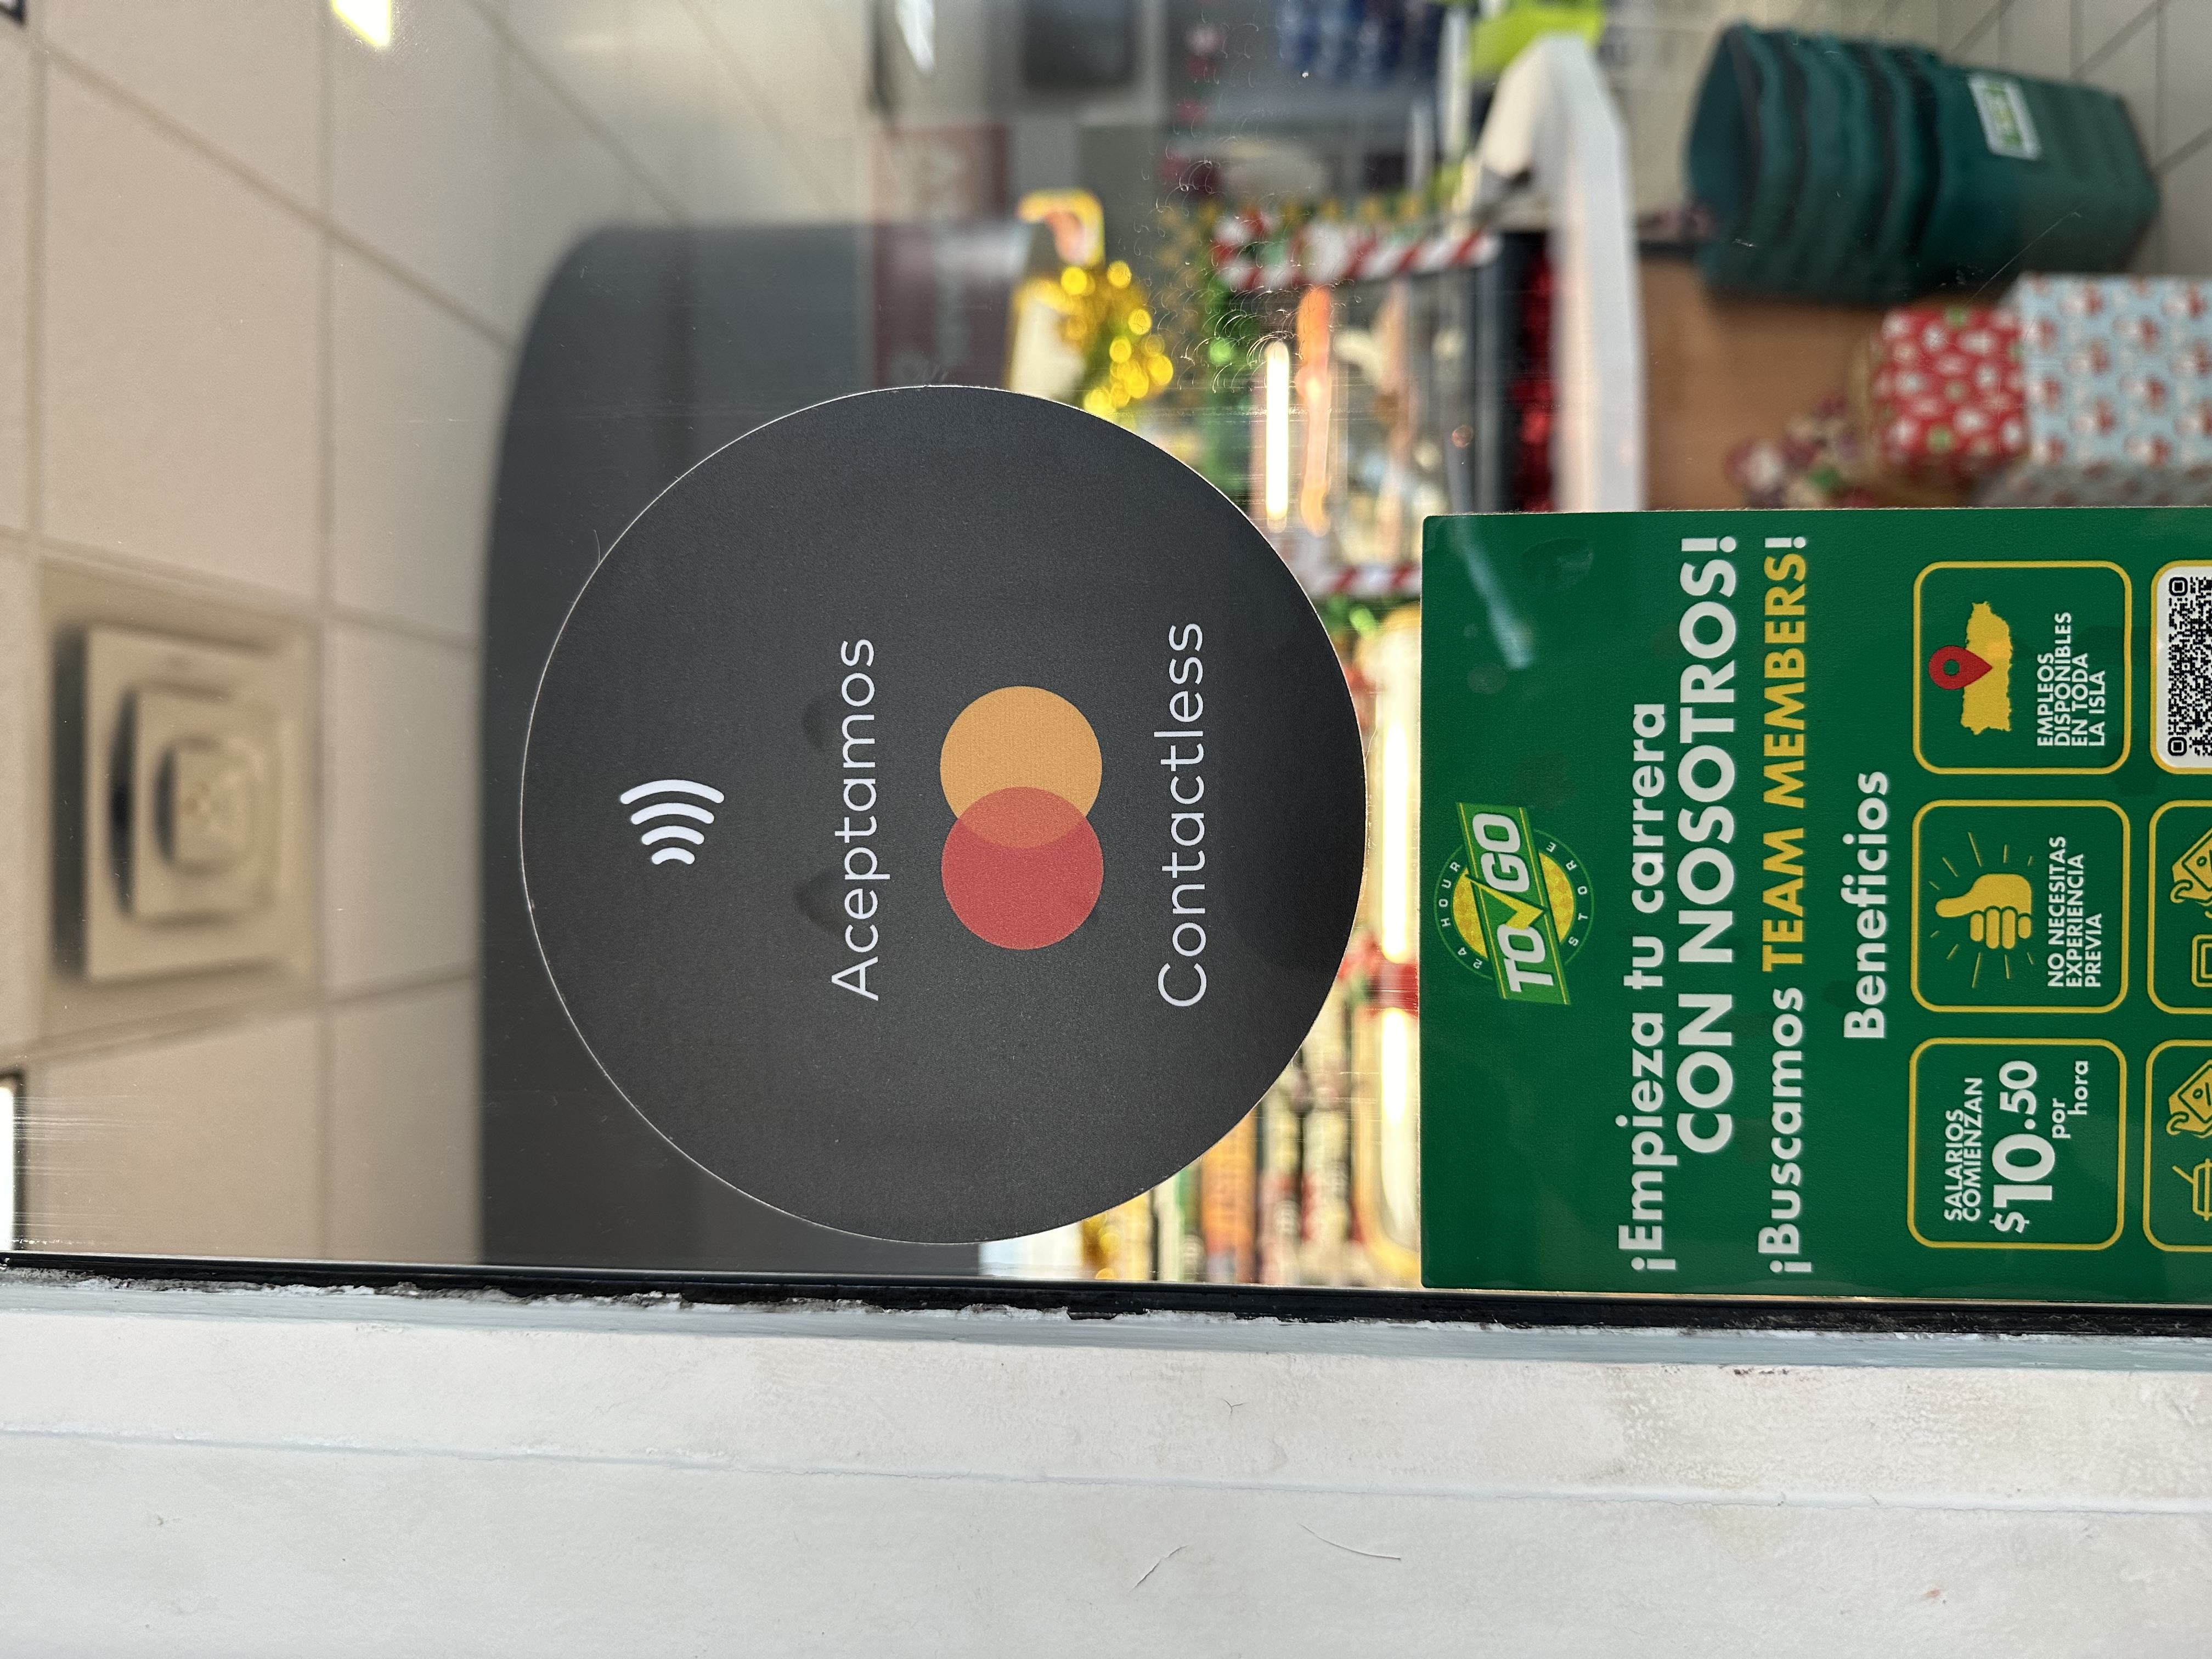 Aceptamos
Contactless
24 HOUR
TO GO
STORE
¡Empieza tu carrera
CON NOSOTROS!
¡Buscamos TEAM MEMBERS!
Beneficios
SALARIOS
COMIENZAN
$10.50
por
hora
NO NECESITAS
EXPERIENCIA
PREVIA
EMPLEOS
DISPONIBLES
EN TODA
LA ISLA